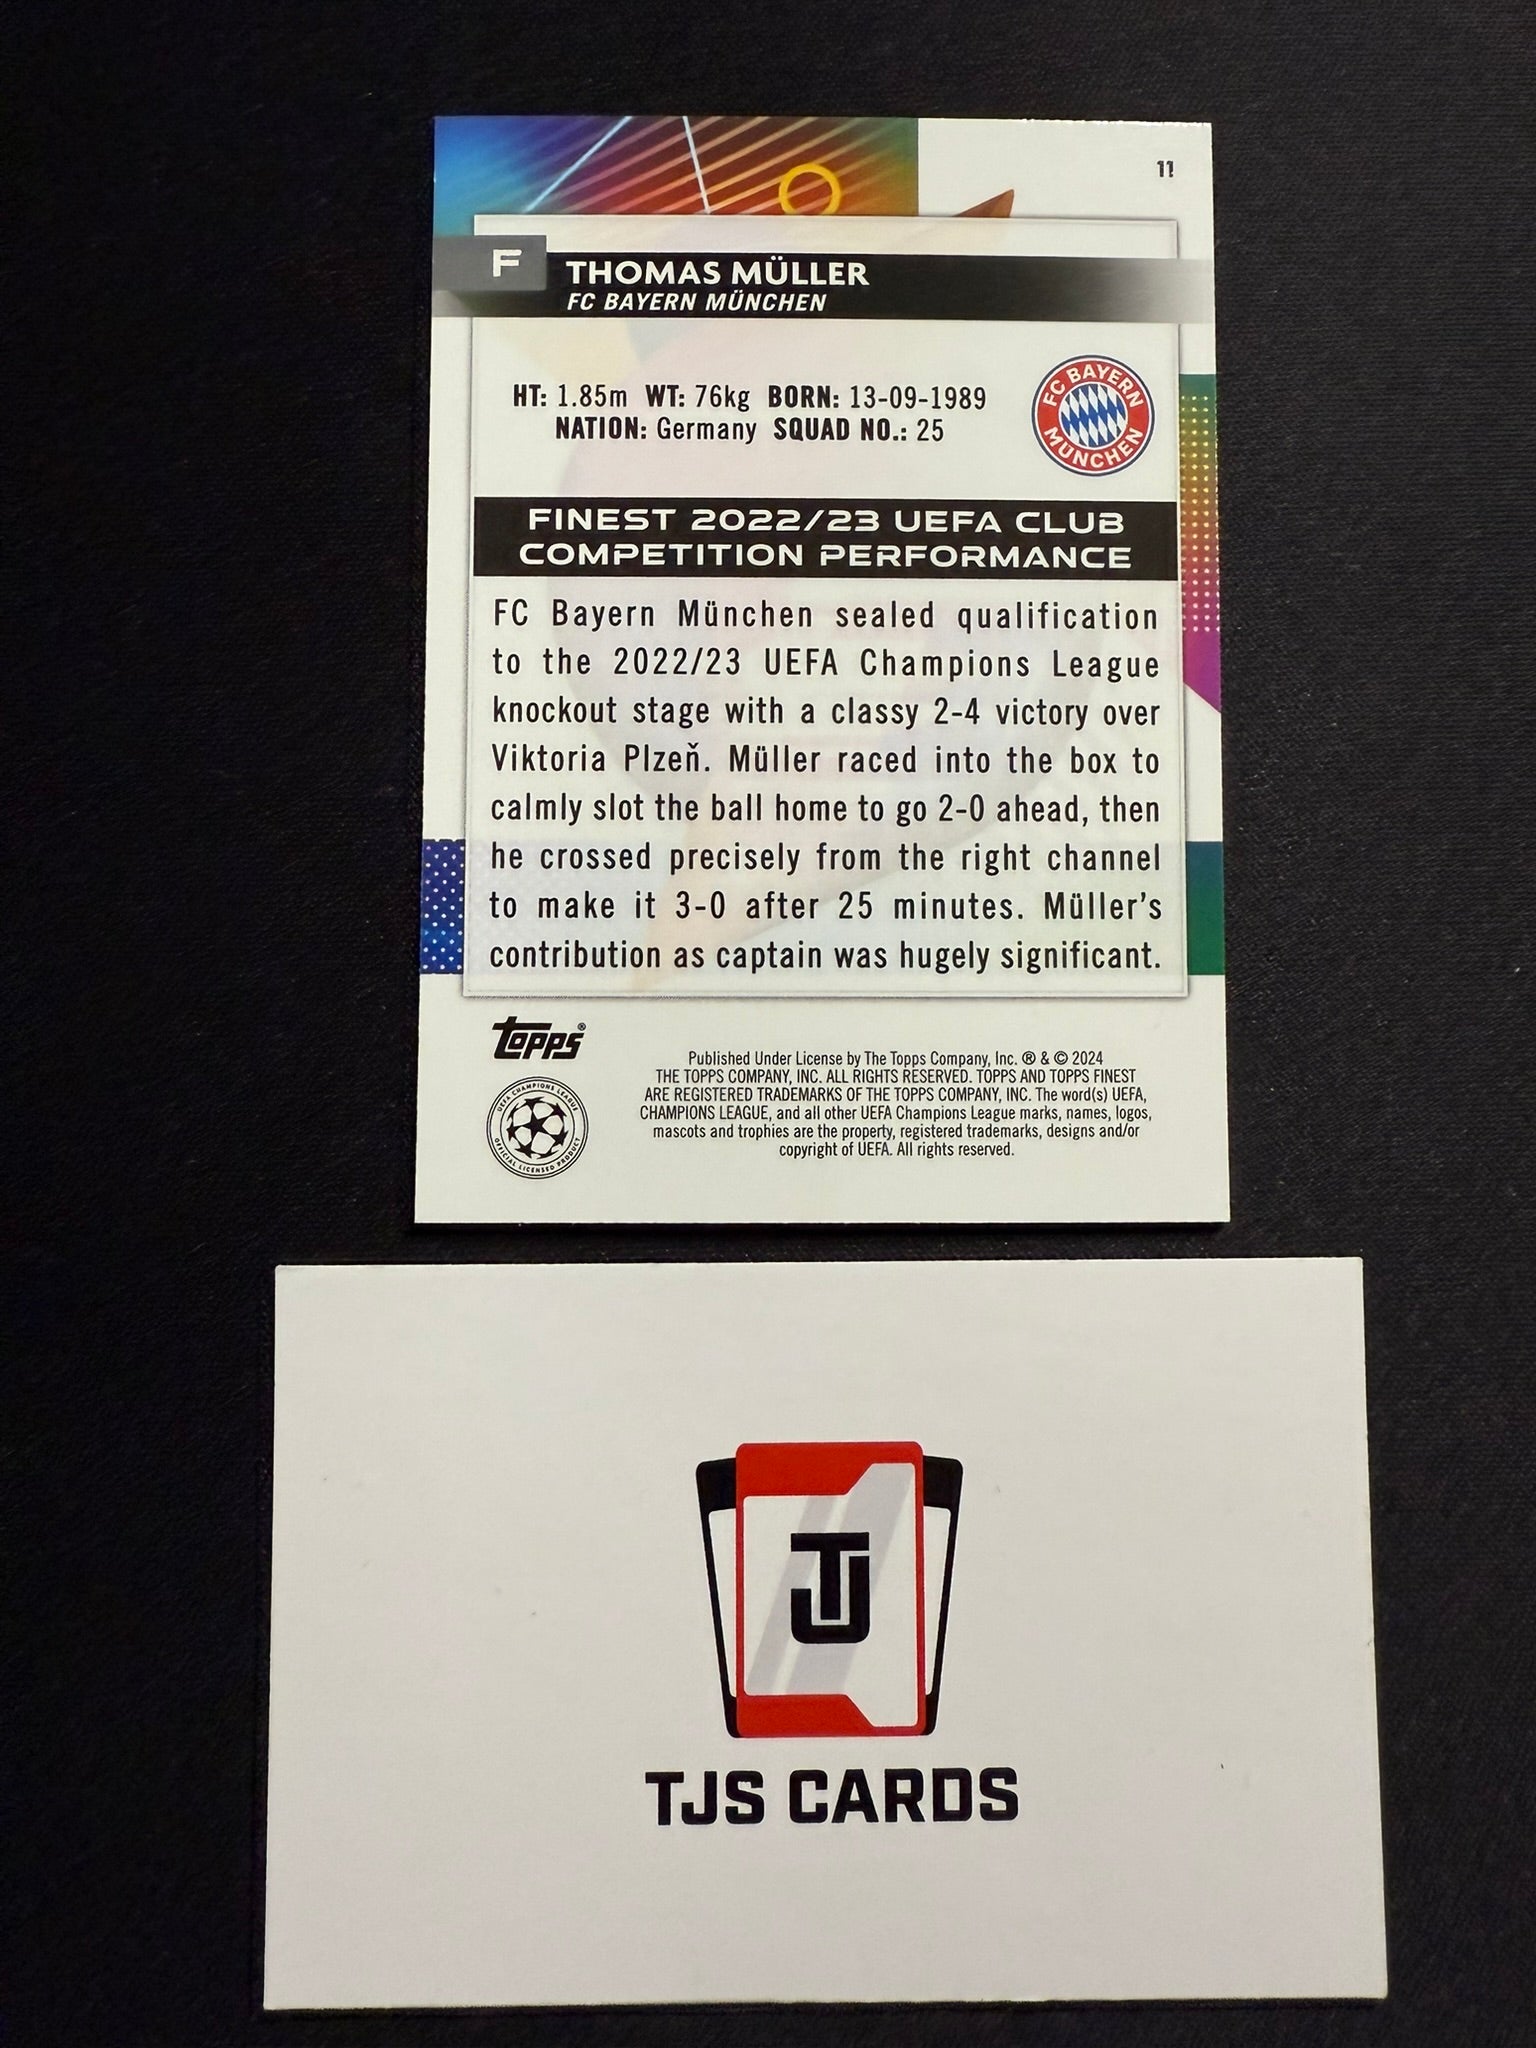 11
F
THOMAS MÜLLER
FC BAYERN MÜNCHEN
HT: 1.85m WT: 76kg BORN: 13-09-1989
NATION: Germany SQUAD NO.: 25
FC BAYERN
MÜNCHEN
FINEST 2022/23 UEFA CLUB
COMPETITION PERFORMANCE
FC Bayern München sealed qualification
to the 2022/23 UEFA Champions League
knockout stage with a classy 2-4 victory over
Viktoria Plzeň. Müller raced into the box to
calmly slot the ball home to go 2-0 ahead, then
he crossed precisely from the right channel
to make it 3-0 after 25 minutes. Müller's
contribution as captain was hugely significant.
topps®
UEFA CHAMPIONS LEAGUE
OFFICIAL LICENSED PRODUCT
Published Under License by The Topps Company, Inc. ® & © 2024
THE TOPPS COMPANY, INC. ALL RIGHTS RESERVED. TOPPS AND TOPPS FINEST
ARE REGISTERED TRADEMARKS OF THE TOPPS COMPANY, INC. The word(s) UEFA,
CHAMPIONS LEAGUE, and all other UEFA Champions League marks, names, logos,
mascots and trophies are the property, registered trademarks, designs and/or
copyright of UEFA. All rights reserved.
TJ
TJS CARDS